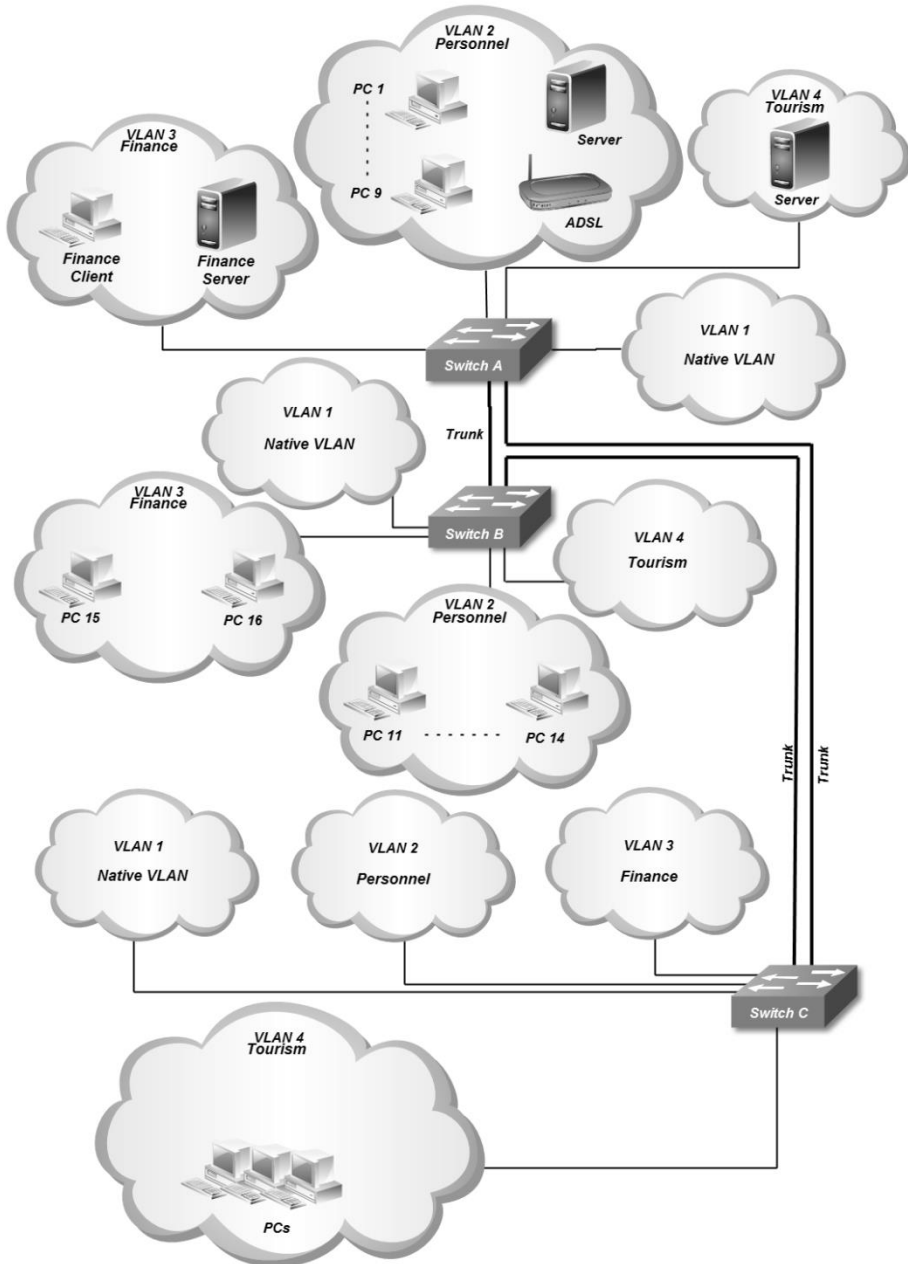 VLAN 2
Personnel
PC 1
PC 9
Server
ADSL
VLAN 4
Tourism
Server
VLAN 3
Finance
Finance
Client
Finance
Server
Switch A
VLAN 1
Native VLAN
VLAN 1
Native VLAN
Trunk
VLAN 3
Finance
PC 15
PC 16
Switch B
VLAN 4
Tourism
VLAN 2
Personnel
PC 11
PC 14
Trunk
Trunk
VLAN 1
Native VLAN
VLAN 2
Personnel
VLAN 3
Finance
Switch C
VLAN 4
Tourism
PCs